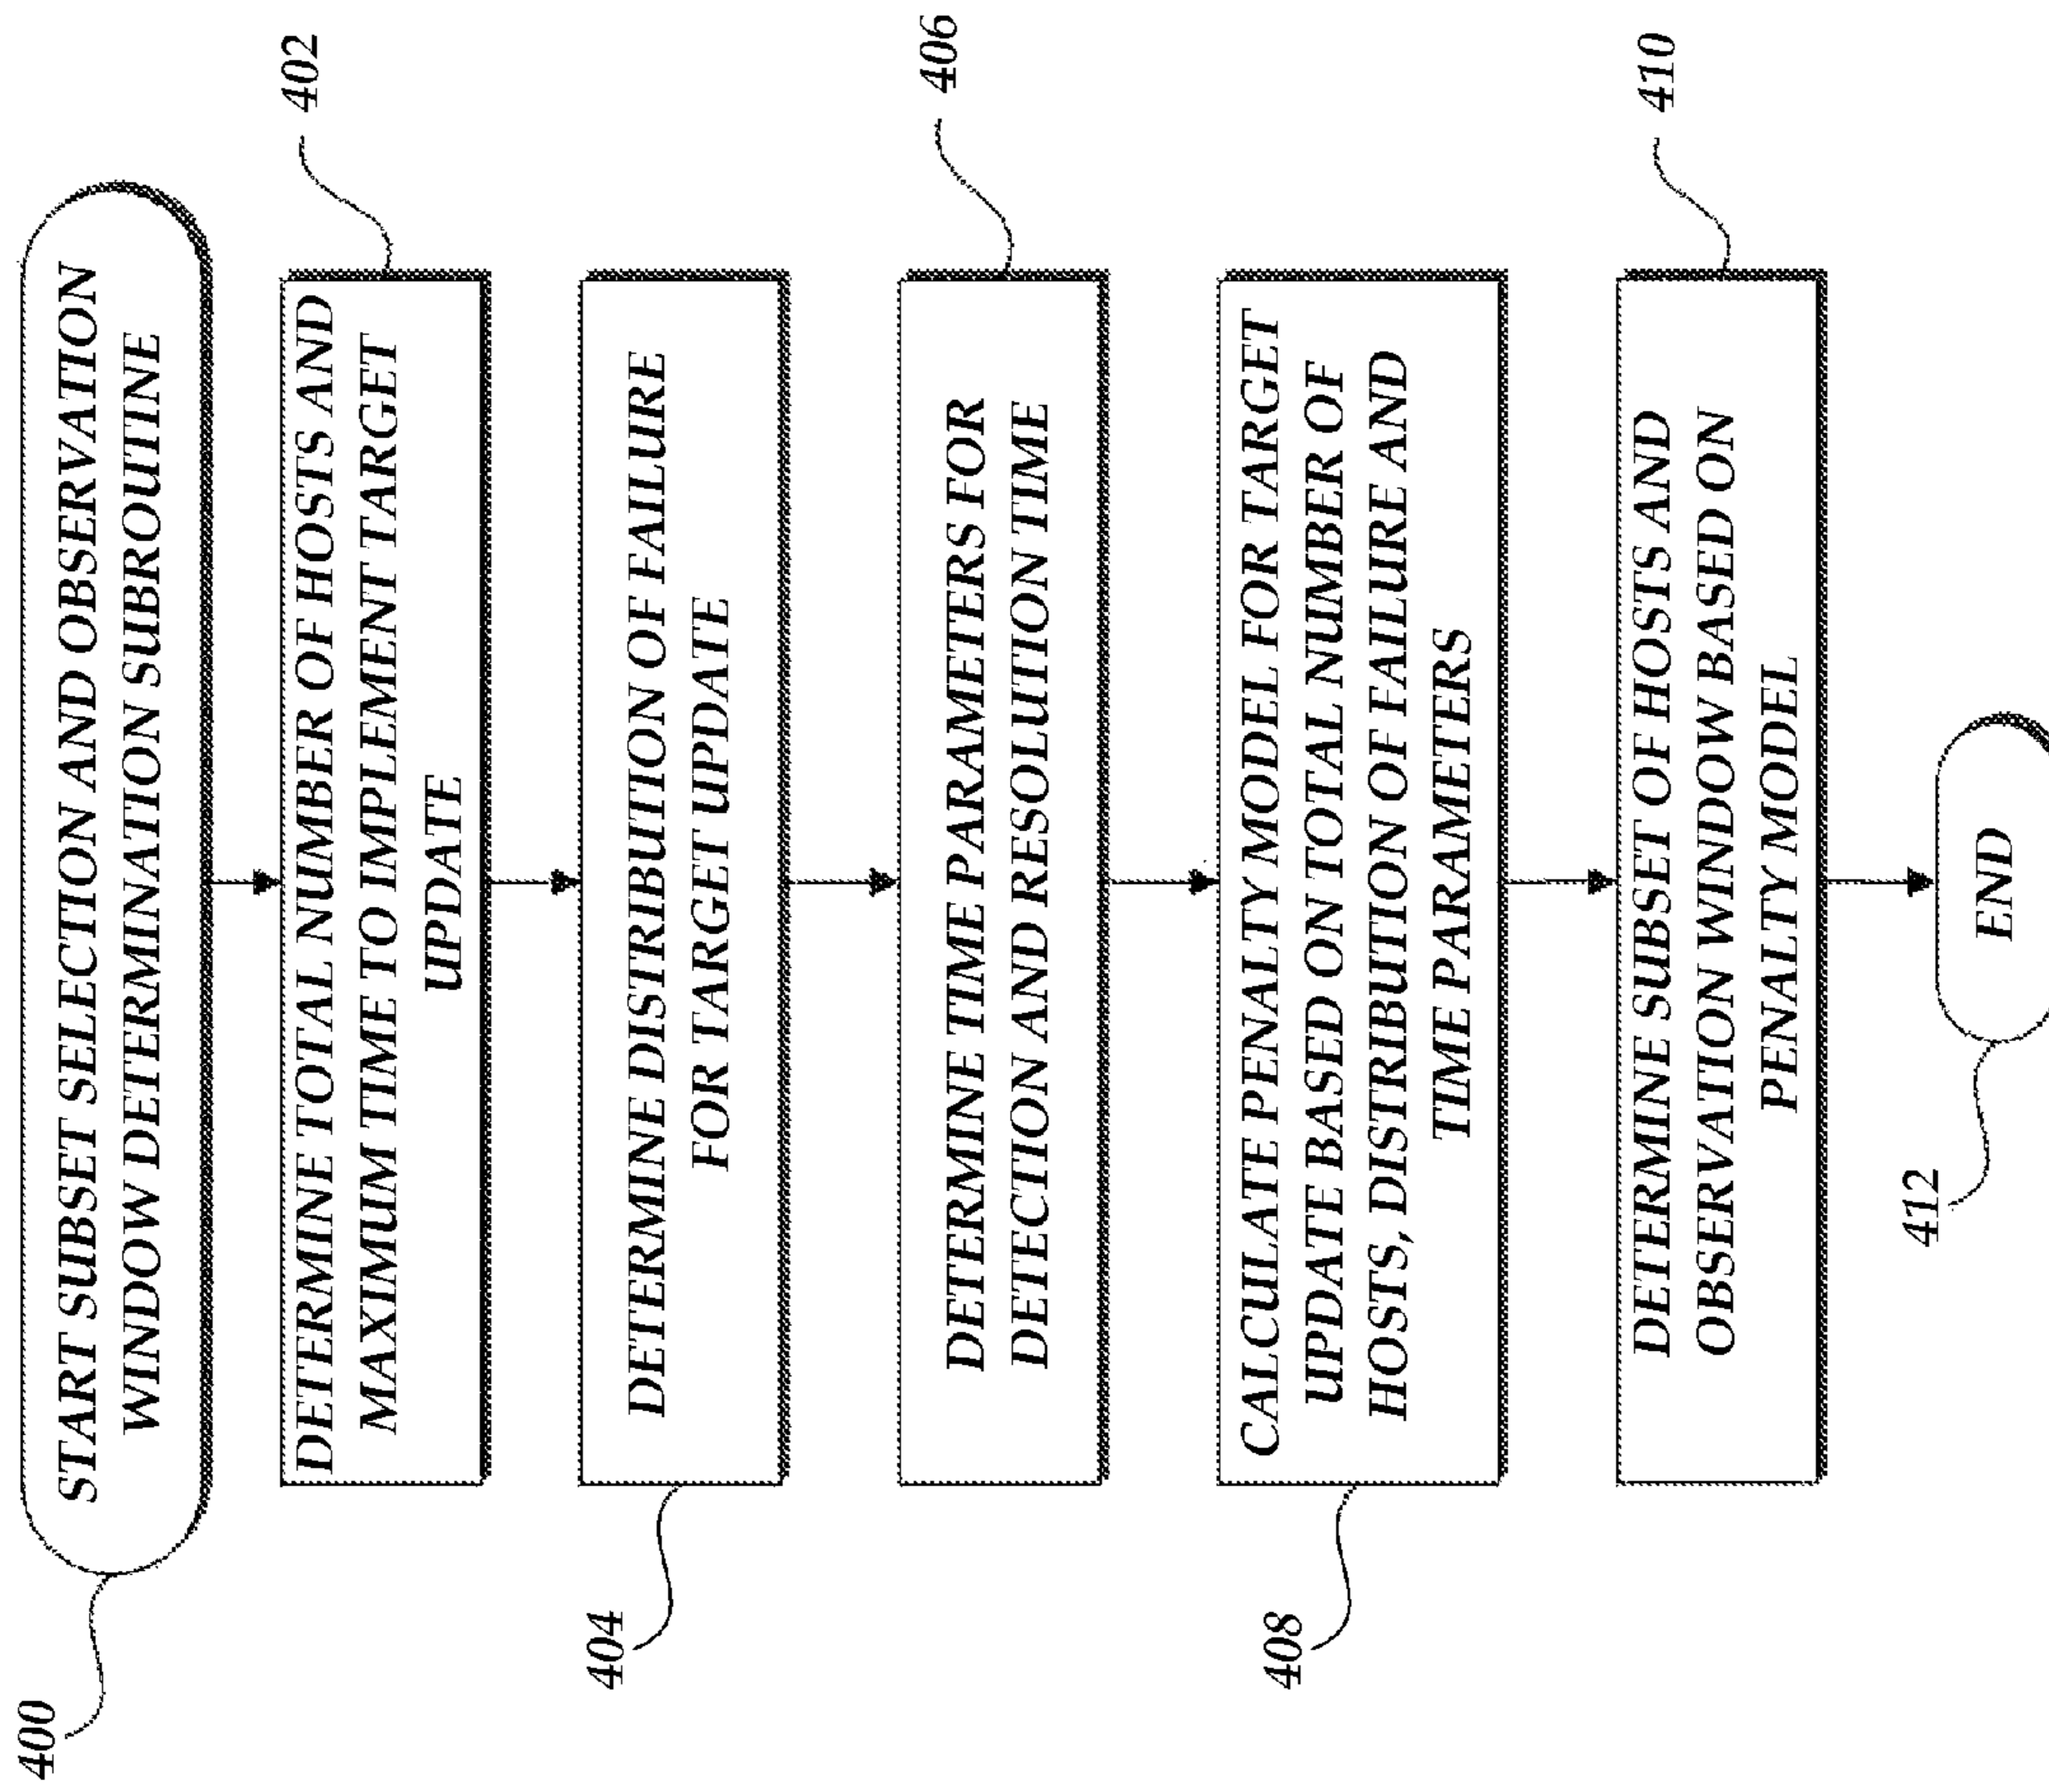 400
START SUBSET SELECTION AND OBSERVATION
WINDOW DETERMINATION SUBROUTINE
402
DETERMINE TOTAL NUMBER OF HOSTS AND
MAXIMUM TIME TO IMPLEMENT TARGET
UPDATE
404
DETERMINE DISTRIBUTION OF FAILURE
FOR TARGET UPDATE
406
DETERMINE TIME PARAMETERS FOR
DETECTION AND RESOLUTION TIME
408
CALCULATE PENALTY MODEL FOR TARGET
UPDATE BASED ON TOTAL NUMBER OF
HOSTS, DISTRIBUTION OF FAILURE AND
TIME PARAMETERS
410
DETERMINE SUBSET OF HOSTS AND
OBSERVATION WINDOW BASED ON
PENALTY MODEL
412
END